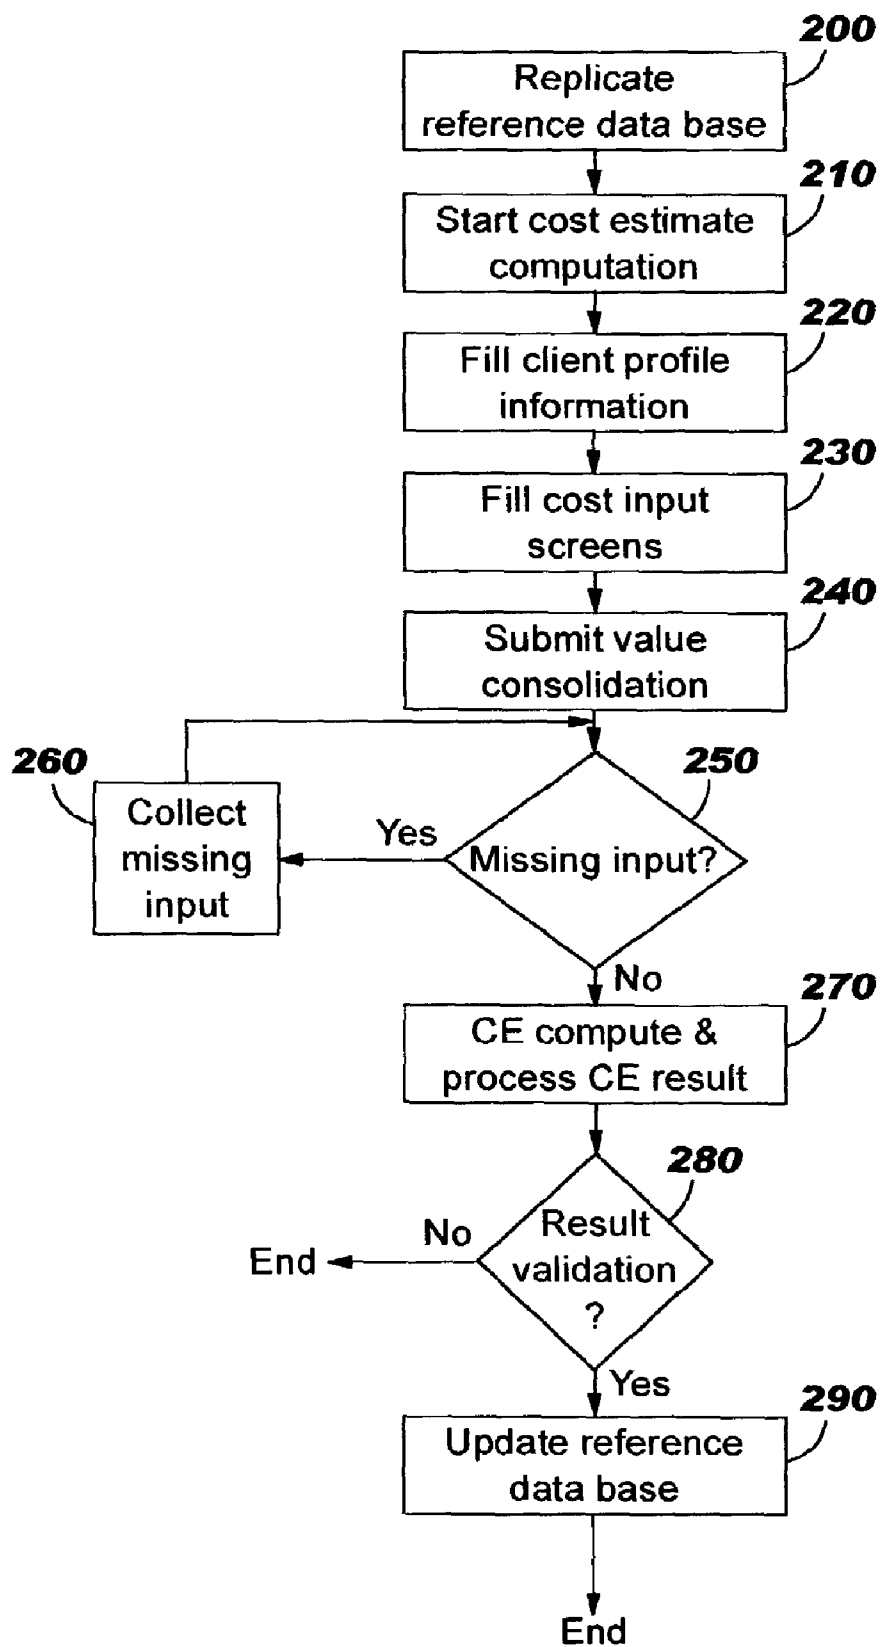 200
Replicate
reference data base
210
Start cost estimate
computation
220
Fill client profile
information
230
Fill cost input
screens
240
Submit value
consolidation
260
Collect
missing
input
Yes
250
Missing input?
No
270
CE compute &
process CE result
280
Result
validation
?
No
End
Yes
290
Update reference
data base
End